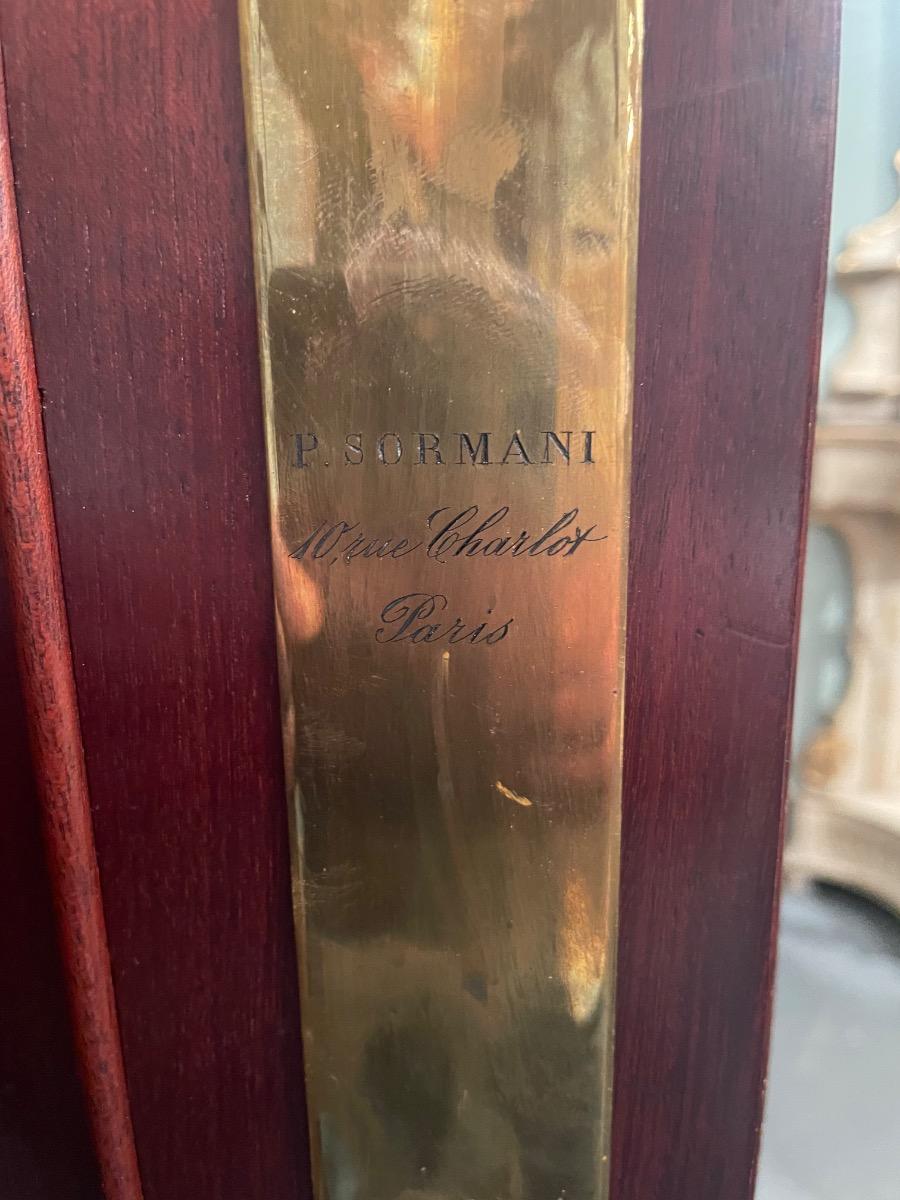 P. SORMANI
10, rue Charlot
Paris